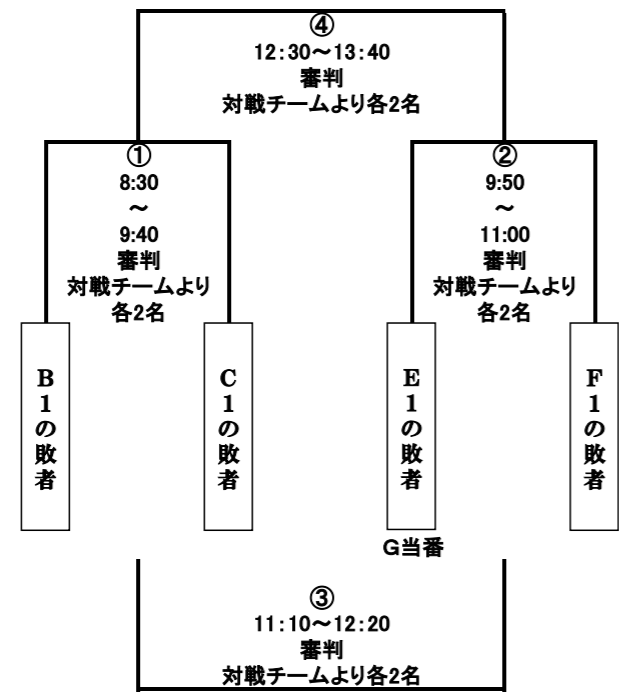 ④
12:30～13:40
審判
対戦チームより各2名
①
8:30
～
9:40
審判
対戦チームより
各2名
②
9:50
～
11:00
審判
対戦チームより
各2名
B1の敗者
C1の敗者
E1の敗者
F1の敗者
G当番
③
11:10～12:20
審判
対戦チームより各2名